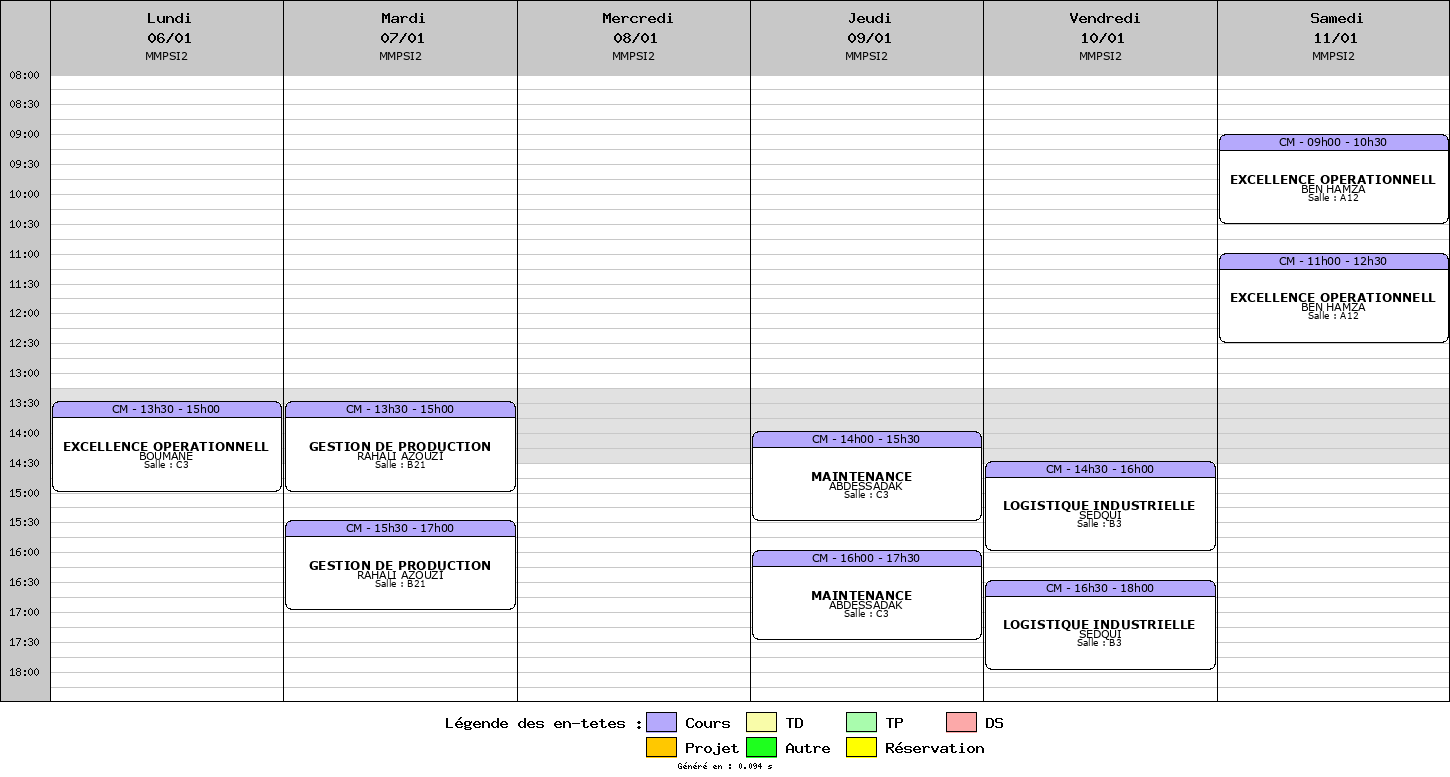 Lundi
06/01
MMPSI2
Mardi
07/01
MMPSI2
Mercredi
08/01
MMPSI2
Jeudi
09/01
MMPSI2
Vendredi
10/01
MMPSI2
Samedi
11/01
MMPSI2
08:00
08:30
09:00
09:30
10:00
10:30
11:00
11:30
12:00
12:30
13:00
13:30
14:00
14:30
15:00
15:30
16:00
16:30
17:00
17:30
18:00
CM - 13h30 - 15h00
EXCELLENCE OPERATIONNELL
BOUMANE
Salle : C3
CM - 13h30 - 15h00
GESTION DE PRODUCTION
RAHALI AZOUZI
Salle : B21
CM - 15h30 - 17h00
GESTION DE PRODUCTION
RAHALI AZOUZI
Salle : B21
CM - 14h00 - 15h30
MAINTENANCE
ABDESSADAK
Salle : C3
CM - 16h00 - 17h30
MAINTENANCE
ABDESSADAK
Salle : C3
CM - 14h30 - 16h00
LOGISTIQUE INDUSTRIELLE
SEDQUI
Salle : B3
CM - 16h30 - 18h00
LOGISTIQUE INDUSTRIELLE
SEDQUI
Salle : B3
CM - 09h00 - 10h30
EXCELLENCE OPERATIONNELL
BEN HAMZA
Salle : A12
CM - 11h00 - 12h30
EXCELLENCE OPERATIONNELL
BEN HAMZA
Salle : A12
Légende des en-tetes : Cours TD TP DS
Projet Autre Réservation
Généré en : 0.094 s